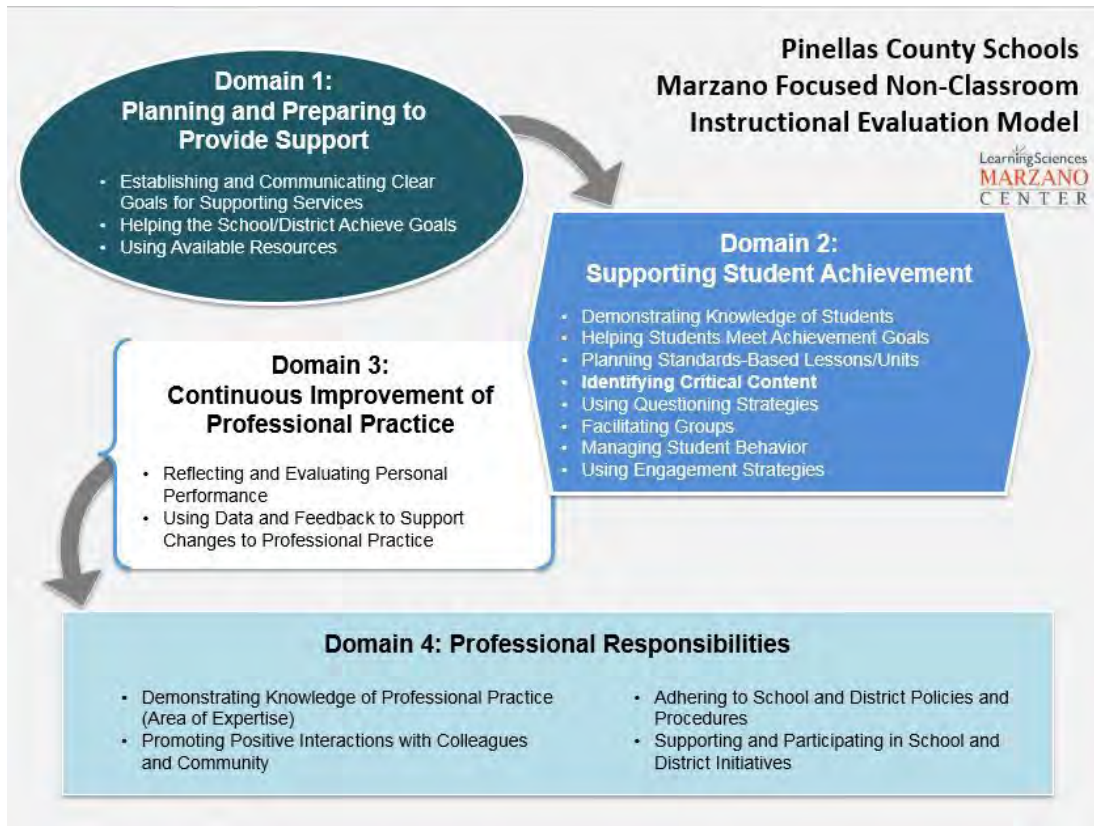 Pinellas County Schools
Marzano Focused Non-Classroom
Instructional Evaluation Model
LearningSciences
MARZANO
CENTER
Domain 1:
Planning and Preparing to
Provide Support
• Establishing and Communicating Clear
Goals for Supporting Services
• Helping the School/District Achieve Goals
• Using Available Resources
Domain 2:
Supporting Student Achievement
• Demonstrating Knowledge of Students
• Helping Students Meet Achievement Goals
• Planning Standards-Based Lessons/Units
• Identifying Critical Content
• Using Questioning Strategies
• Facilitating Groups
• Managing Student Behavior
• Using Engagement Strategies
Domain 3:
Continuous Improvement of
Professional Practice
• Reflecting and Evaluating Personal
Performance
• Using Data and Feedback to Support
Changes to Professional Practice
Domain 4: Professional Responsibilities
• Demonstrating Knowledge of Professional Practice
(Area of Expertise)
• Promoting Positive Interactions with Colleagues
and Community
• Adhering to School and District Policies and
Procedures
• Supporting and Participating in School and
District Initiatives